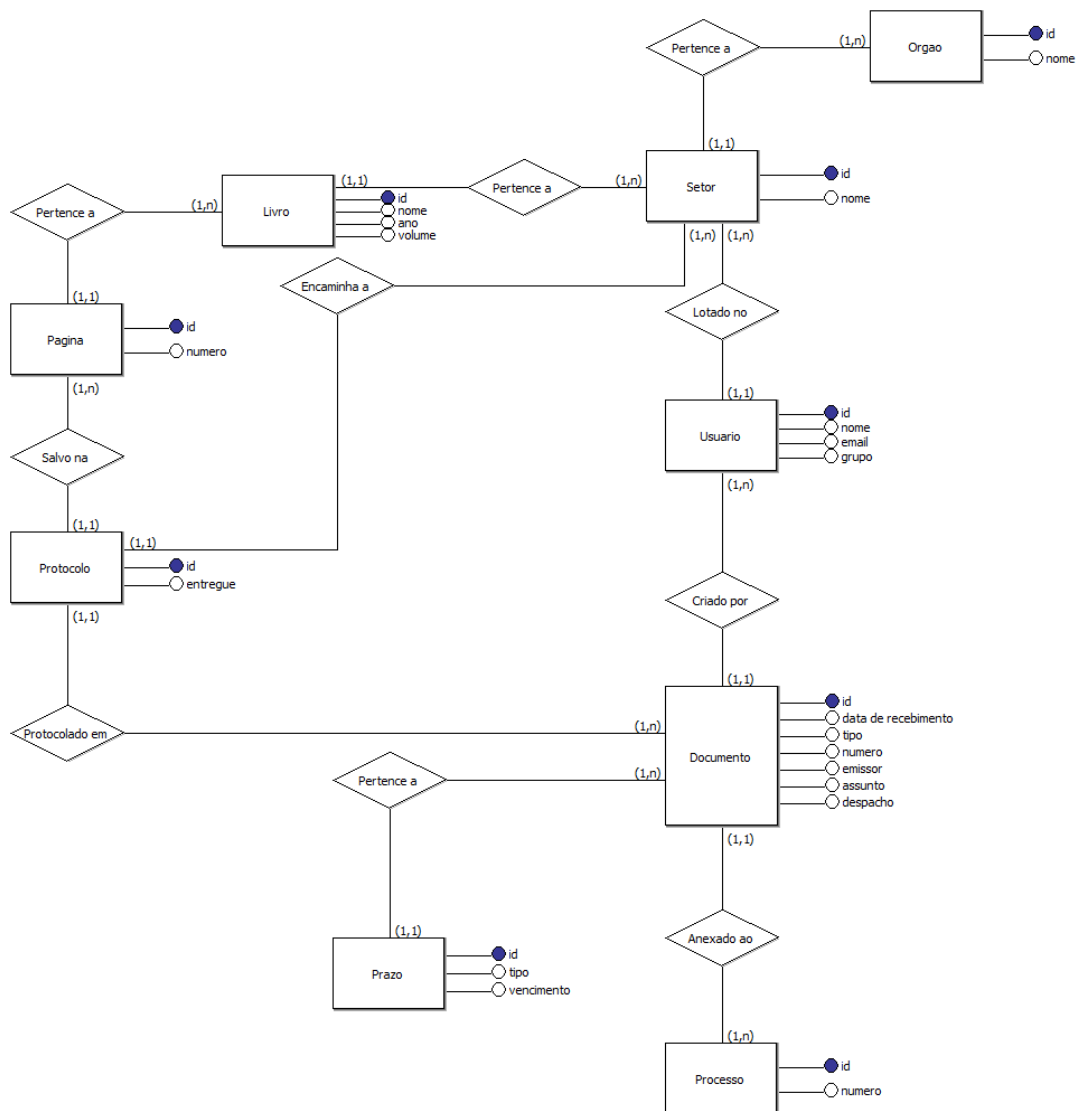 Pertence a
(1,n)
Orgao
id
nome
(1,1)
Setor
id
nome
(1,n)
Pertence a
(1,1)
Livro
id
nome
ano
volume
(1,n)
Pertence a
(1,1)
(1,n)
(1,n)
Encaminha a
Lotado no
Pagina
id
numero
(1,n)
(1,1)
Usuario
id
nome
email
grupo
(1,n)
Salvo na
(1,1)
(1,1)
Protocolo
id
entregue
(1,1)
Criado por
(1,1)
Documento
id
data de recebimento
tipo
numero
emissor
assunto
despacho
Protocolado em
(1,n)
Pertence a
(1,n)
(1,1)
Anexado ao
(1,1)
Prazo
id
tipo
vencimento
(1,n)
Processo
id
numero